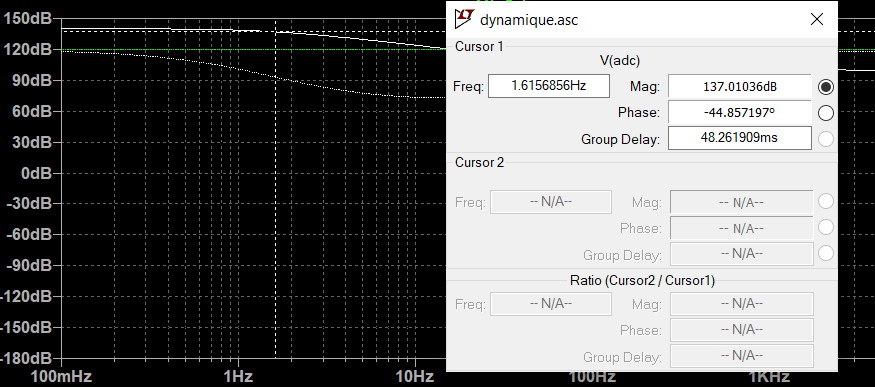 150dB
120dB
90dB
60dB
30dB
0dB
-30dB
-60dB
-90dB
-120dB
-150dB
-180dB
100mHz 1Hz 10Hz 100Hz 1KHz
dynamique.asc
Cursor 1
V(adc)
Freq: 1.6156856Hz Mag: 137.01036dB
Phase: -44.857197°
Group Delay: 48.261909ms
Cursor 2
Freq: -- N/A-- Mag: -- N/A--
Phase: -- N/A--
Group Delay: -- N/A--
Ratio (Cursor2 / Cursor1)
Freq: -- N/A-- Mag: -- N/A--
Phase: -- N/A--
Group Delay: -- N/A--